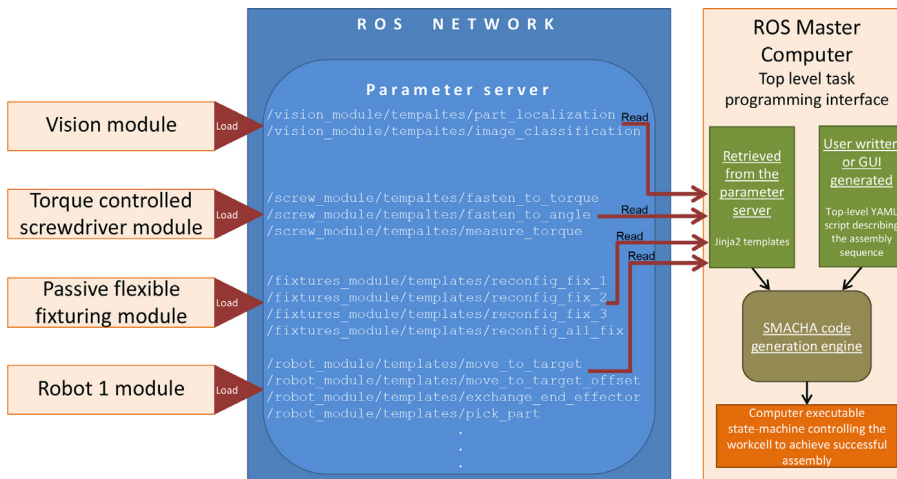 ROS NETWORK
Parameter server
Vision module
Load
/vision_module/tempaltes/part_localization
/vision_module/tempaltes/image_classification
Read
Torque controlled
screwdriver module
Load
/screw_module/tempaltes/fasten_to_torque
/screw_module/tempaltes/fasten_to_angle
/screw_module/tempaltes/measure_torque
Read
Read
Passive flexible
fixturing module
Load
/fixtures_module/templates/reconfig_fix_1
/fixtures_module/templates/reconfig_fix_2
/fixtures_module/templates/reconfig_fix_3
/fixtures_module/templates/reconfig_all_fix
Read
Robot 1 module
Load
/robot_module/templates/move_to_target
/robot_module/templates/move_to_target_offset
/robot_module/templates/exchange_end_effector
/robot_module/templates/pick_part
.
.
.
ROS Master
Computer
Top level task
programming interface
Retrieved
from the
parameter
server
Jinja2 templates
User written
or GUI
generated
Top-level YAML
script describing
the assembly
sequence
SMACHA code
generation engine
Computer executable
state-machine controlling the
workcell to achieve successful
assembly